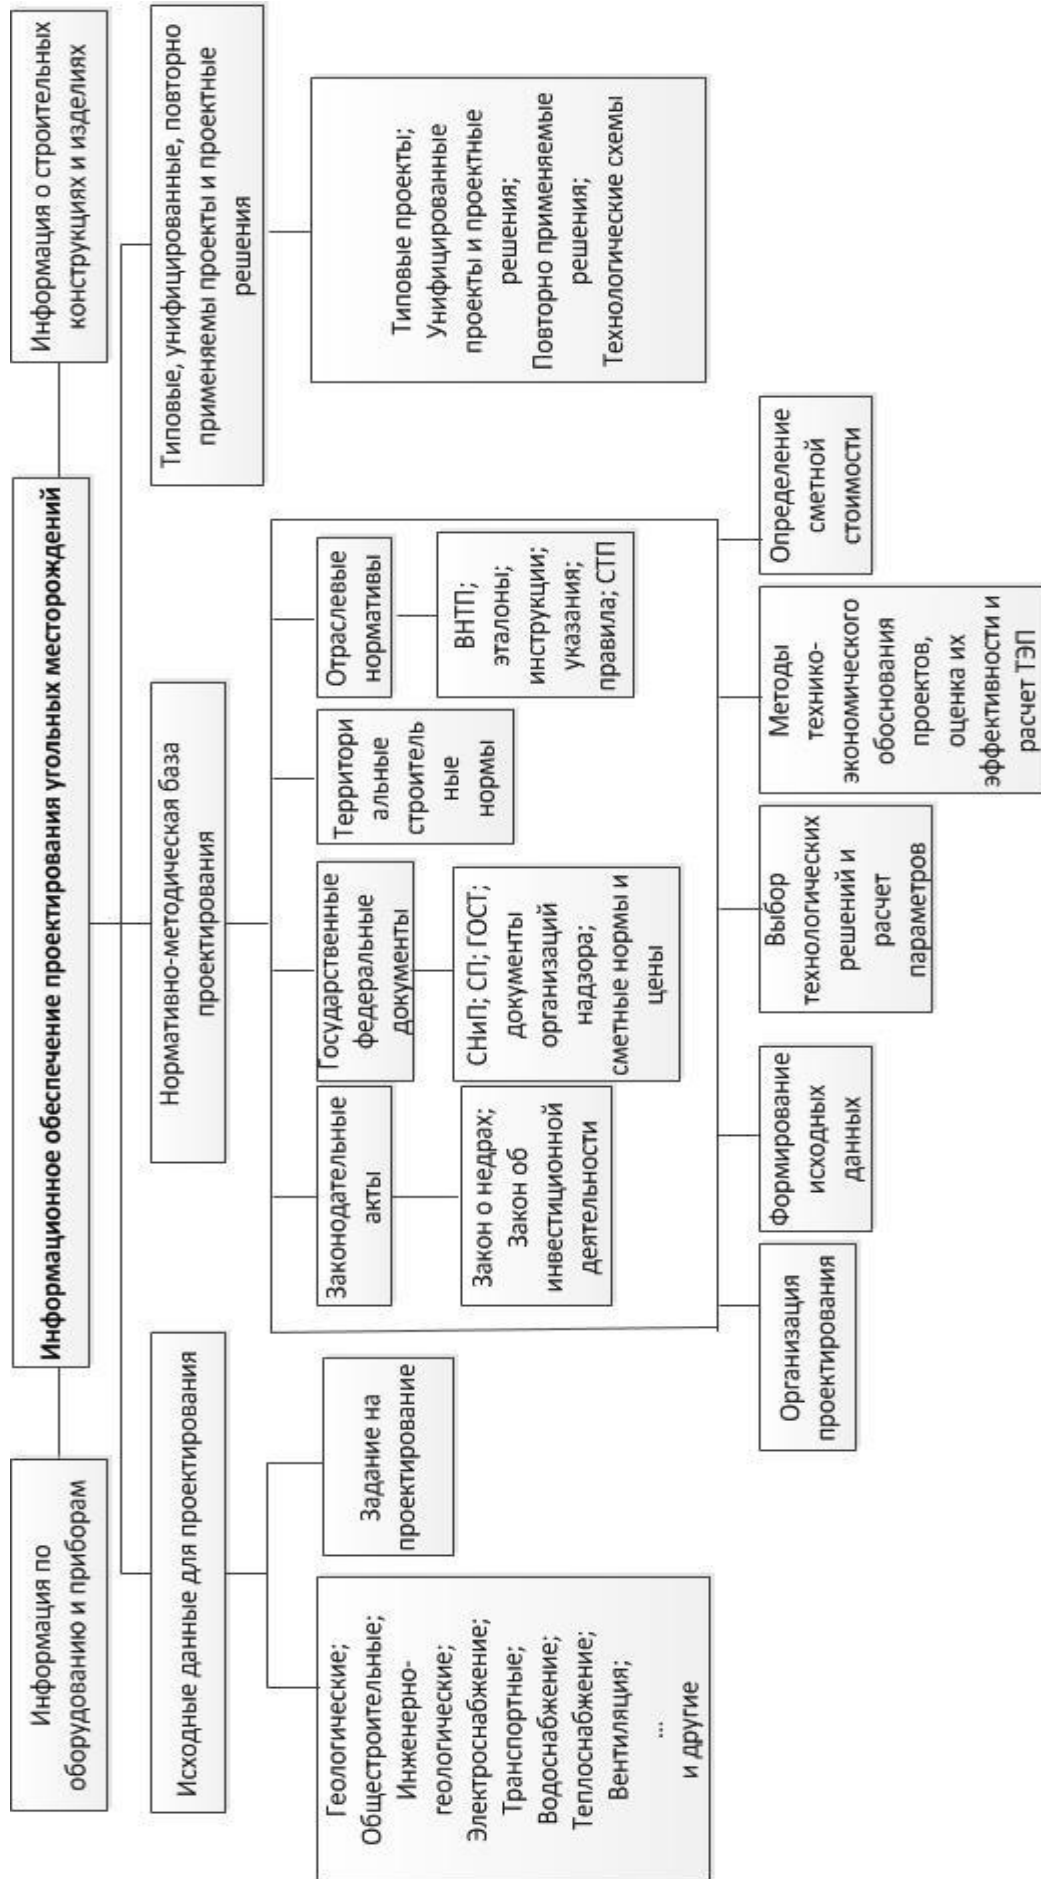 Информация по
оборудованию и приборам
Информационное обеспечение проектирования угольных месторождений
Информация о строительных
конструкциях и изделиях
Исходные данные для проектирования
Нормативно-методическая база
проектирования
Типовые, унифицированные, повторно
применяемы проекты и проектные
решения
Геологические;
Общестроительные;
Инженерно-
геологические;
Электроснабжение;
Транспортные;
Водоснабжение;
Теплоснабжение;
Вентиляция;
...
и другие
Задание на
проектирование
Законодательные
акты
Закон о недрах;
Закон об
инвестиционной
деятельности
Государственные
федеральные
документы
СНиП; СП; ГОСТ;
документы
организаций
надзора;
сметные нормы и
цены
Территори
альные
строитель
ные
нормы
Отраслевые
нормативы
ВНТП;
эталоны;
инструкции;
указания;
правила; СТП
Типовые проекты;
Унифицированные
проекты и проектные
решения;
Повторно применяемые
решения;
Технологические схемы
Организация
проектирования
Формирование
исходных
данных
Выбор
технологических
решений и
расчет
параметров
Методы
технико-
экономического
обоснования
проектов,
оценка их
эффективности и
расчет ТЭП
Определение
сметной
стоимости